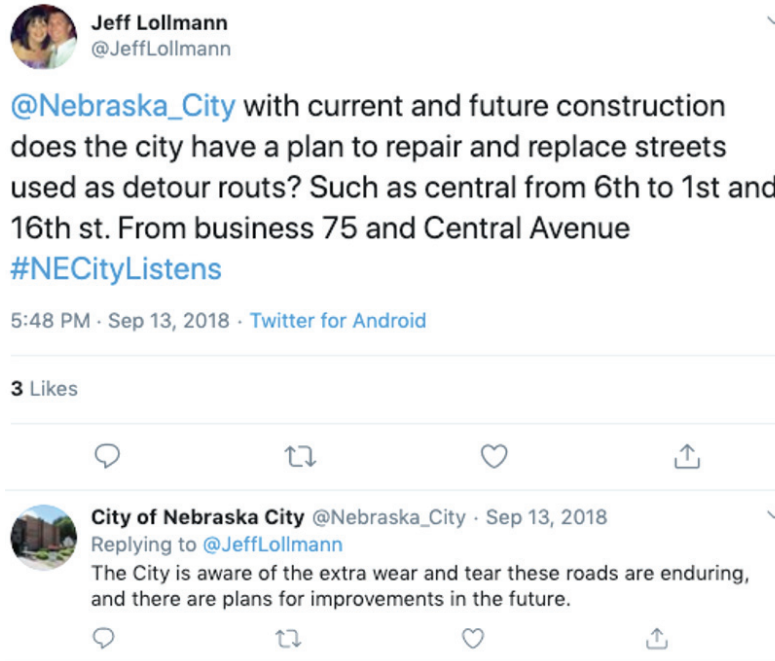 Jeff Lollmann
@JeffLollmann
@Nebraska_City with current and future construction
does the city have a plan to repair and replace streets
used as detour routs? Such as central from 6th to 1st and
16th st. From business 75 and Central Avenue
#NECityListens
5:48 PM · Sep 13, 2018 · Twitter for Android
3 Likes
City of Nebraska City @Nebraska_City · Sep 13, 2018
Replying to @JeffLollmann
The City is aware of the extra wear and tear these roads are enduring,
and there are plans for improvements in the future.